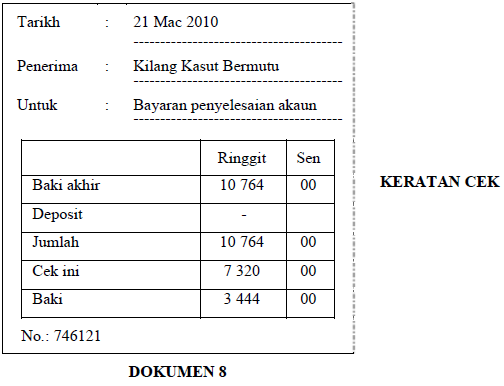 Tarikh : 21 Mac 2010
Penerima : Kilang Kasut Bermutu
Untuk : Bayaran penyelesaian akaun
Ringgit Sen
Baki akhir 10 764 00
Deposit -
Jumlah 10 764 00
Cek ini 7 320 00
Baki 3 444 00
No.: 746121
KERATAN CEK
DOKUMEN 8